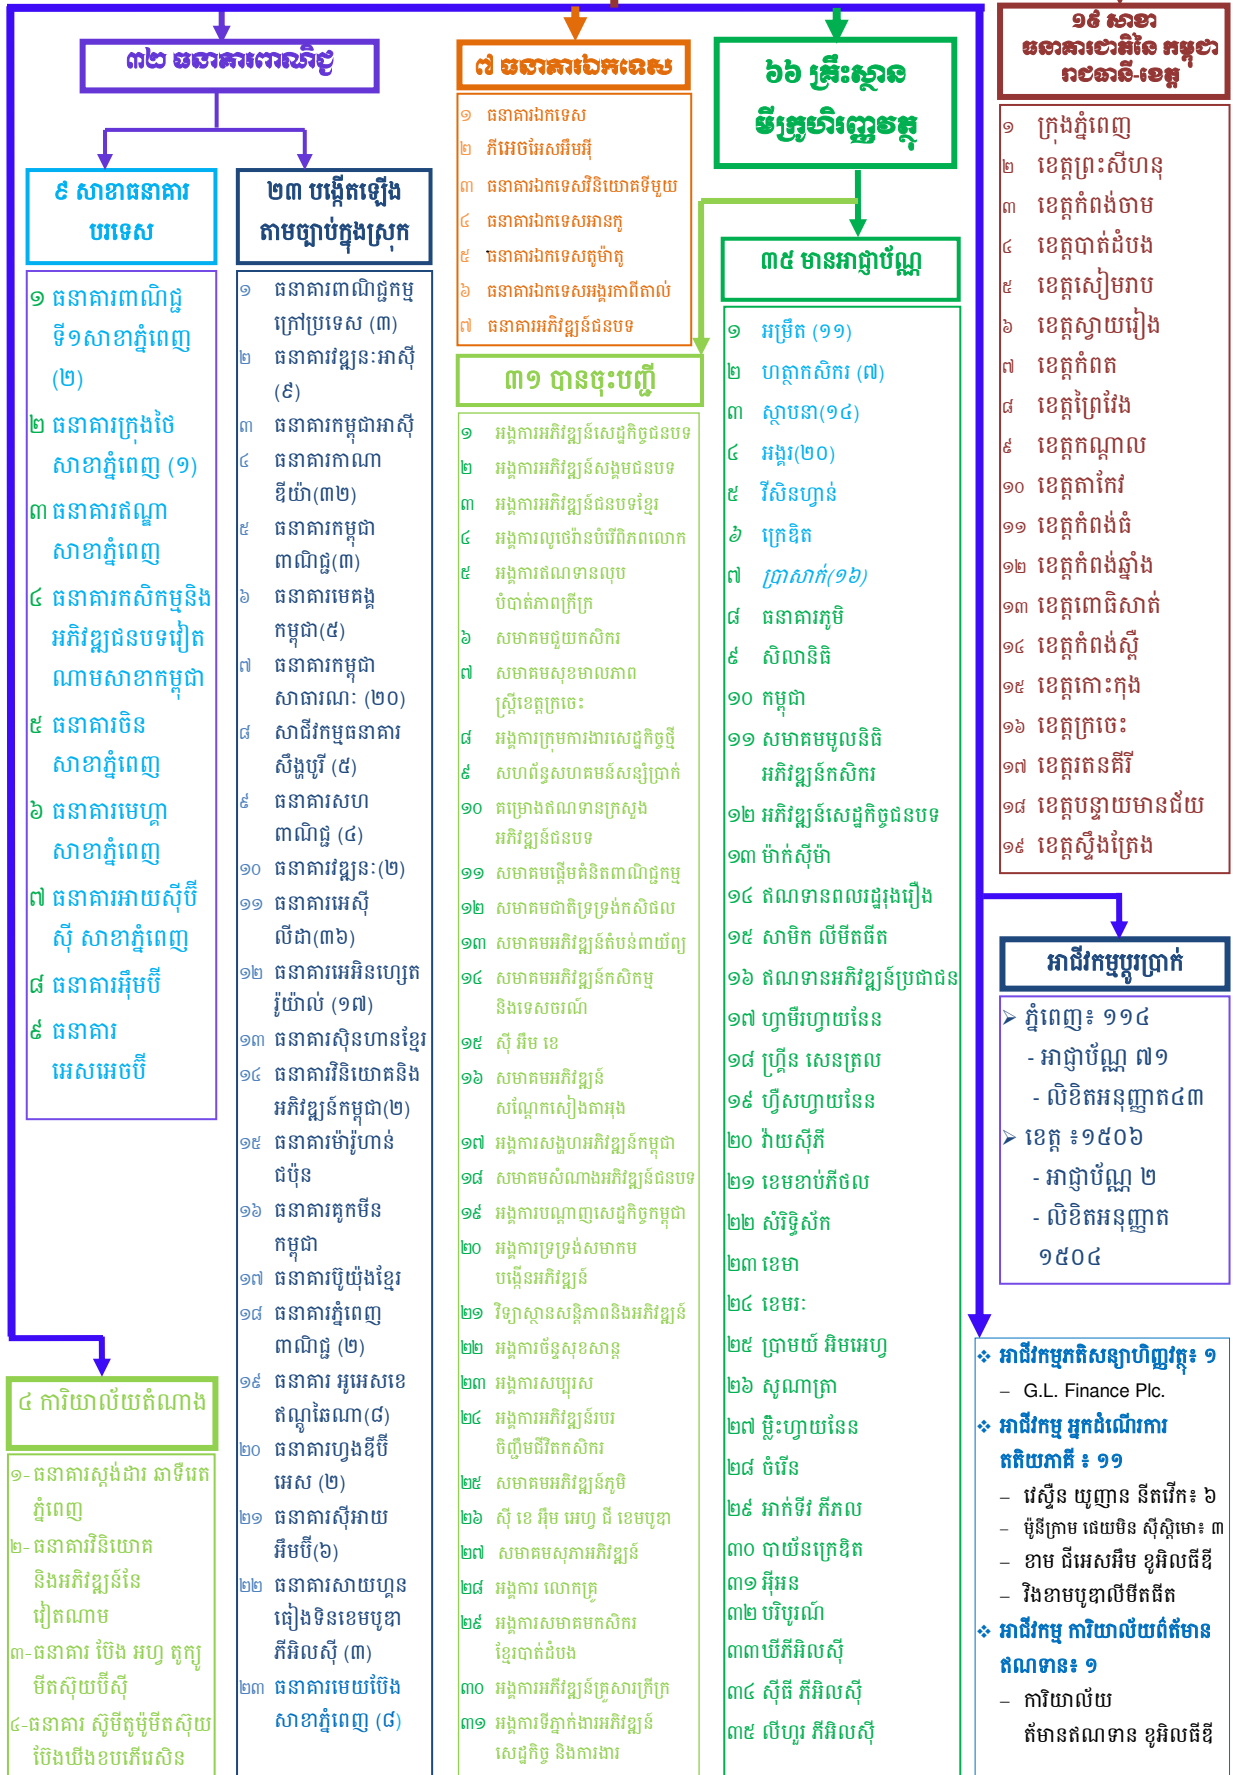 ៣២ ធនាគារពាណិជ្ជ
៩ សាខាធនាគារ
បរទេស
១ ធនាគារពាណិជ្ជ
ទី១សាខាភ្នំពេញ
(២)
២ ធនាគារក្រុងថៃ
សាខាភ្នំពេញ (១)
៣ ធនាគារឥណ្ឌា
សាខាភ្នំពេញ
៤ ធនាគារកសិកម្មនិង
អភិវឌ្ឍជនបទវៀត
ណាមសាខាកម្ពុជា
៥ ធនាគារចិន
សាខាភ្នំពេញ
៦ ធនាគារមេហ្គា
សាខាភ្នំពេញ
៧ ធនាគារអាយស៊ីប៊ី
ស៊ី សាខាភ្នំពេញ
៨ ធនាគារអ៊ឹមប៊ី
៩ ធនាគារ
អេសអេចប៊ី
៤ ការិយាល័យតំណាង
១-ធនាគារស្តង់ដារ ឆាទឺរេត
ភ្នំពេញ
២-ធនាគារវិនិយោគ
និងអភិវឌ្ឍន៍នៃ
វៀតណាម
៣-ធនាគារ ប៊ែង អហ្វ តូក្យូ
មីតស៊ុយប៊ីស៊ី
៤-ធនាគារ ស៊ូមីតូម៉ូមីតស៊ុយ
ប៊ែងឃីងខបភើរេសិន
២៣ បង្កើតឡើង
តាមច្បាប់ក្នុងស្រុក
១ ធនាគារពាណិជ្ជកម្ម
ក្រៅប្រទេស (៣)
២ ធនាគារវឌ្ឍនៈអាស៊ី
(៩)
៣ ធនាគារកម្ពុជាអាស៊ី
៤ ធនាគារកាណា
ឌីយ៉ា(៣២)
៥ ធនាគារកម្ពុជា
ពាណិជ្ជ(៣)
៦ ធនាគារមេគង្គ
កម្ពុជា(៥)
៧ ធនាគារកម្ពុជា
សាធារណៈ (២០)
៨ សាជីវកម្មធនាគារ
សឹង្ហបូរី (៥)
៩ ធនាគារសហ
ពាណិជ្ជ (៤)
១០ ធនាគារវឌ្ឍនៈ(២)
១១ ធនាគារអេស៊ី
លីដា(៣៦)
១២ ធនាគារអេអិនហ្សេត
រ៉ូយ៉ាល់ (១៧)
១៣ ធនាគារស៊ិនហានខ្មែរ
១៤ ធនាគារវិនិយោគនិង
អភិវឌ្ឍន៍កម្ពុជា(២)
១៥ ធនាគារម៉ារ៉ូហាន់
ជប៉ុន
១៦ ធនាគារគូកមីន
កម្ពុជា
១៧ ធនាគារប៊ូយ៉ុងខ្មែរ
១៨ ធនាគារភ្នំពេញ
ពាណិជ្ជ (២)
១៩ ធនាគារ អូអេសខេ
ឥណ្ឌូឆៃណា(៨)
២០ ធនាគារហ្វងឌីប៊ី
អេស (២)
២១ ធនាគារស៊ីអាយ
អឹមប៊ី(៦)
២២ ធនាគារសាយហ្គន
ធៀងទិនខេមបូឌា
ភីអិលស៊ី (៣)
២៣ ធនាគារមេយប៊ែង
សាខាភ្នំពេញ (៨)
៧ ធនាគារឯកទេស
១ ធនាគារឯកទេស
២ ភីអេចអែសអឹមអ៊ី
៣ ធនាគារឯកទេសវិនិយោគទីមួយ
៤ ធនាគារឯកទេសអានកូ
៥ ធនាគារឯកទេសតូម៉ាតូ
៦ ធនាគារឯកទេសអង្គរកាពីតាល់
៧ ធនាគារអភិវឌ្ឍន៍ជនបទ
៣១ បានចុះបញ្ជី
១ អង្គការអភិវឌ្ឍន៍សេដ្ឋកិច្ចជនបទ
២ អង្គការអភិវឌ្ឍន៍សង្គមជនបទ
៣ អង្គការអភិវឌ្ឍន៍ជនបទខ្មែរ
៤ អង្គការលូថេរ៉ានបំរើពិភពលោក
៥ អង្គការឥណទានលុប
បំបាត់ភាពក្រីក្រ
៦ សមាគមជួយកសិករ
៧ សមាគមសុខមាលភាព
ស្ត្រីខេត្តក្រចេះ
៨ អង្គការក្រុមការងារសេដ្ឋកិច្ចថ្មី
៩ សហព័ន្ធសហគមន៍សន្សំប្រាក់
១០ គម្រោងឥណទានក្រសួង
អភិវឌ្ឍន៍ជនបទ
១១ សមាគមផ្តើមគំនិតពាណិជ្ជកម្ម
១២ សមាគមជាតិទ្រទ្រង់កសិផល
១៣ សមាគមអភិវឌ្ឍន៍តំបន់ពាយ័ព្យ
១៤ សមាគមអភិវឌ្ឍន៍កសិកម្ម
និងទេសចរណ៍
១៥ ស៊ី អឹម ខេ
១៦ សមាគមអភិវឌ្ឍន៍
សណ្តែកសៀងតាអុង
១៧ អង្គការសង្គ្រហអភិវឌ្ឍន៍កម្ពុជា
១៨ សមាគមសំណាងអភិវឌ្ឍន៍ជនបទ
១៩ អង្គការបណ្តាញសេដ្ឋកិច្ចកម្ពុជា
២០ អង្គការទ្រទ្រង់សមាកម
បង្កើនអភិវឌ្ឍន៍
២១ វិទ្យាស្ថានសន្តិភាពនិងអភិវឌ្ឍន៍
២២ អង្គការច័ន្ទសុខសាន្ត
២៣ អង្គការសប្បុរស
២៤ អង្គការអភិវឌ្ឍន៍របរ
ចិញ្ចឹមជីវិតកសិករ
២៥ សមាគមអភិវឌ្ឍន៍ភូមិ
២៦ ស៊ី ខេ អឹម អេហ្វ ជី ខេមបូឌា
២៧ សមាគមសុភាអភិវឌ្ឍន៍
២៨ អង្គការ លោកគ្រូ
២៩ អង្គការសមាគមកសិករ
ខ្មែរបាត់ដំបង
៣០ អង្គការអភីវឌ្ឍន៍គ្រួសារក្រីក្រ
៣១ អង្គការទីភ្នាក់ងារអភិវឌ្ឍន៍
សេដ្ឋកិច្ច និងការងារ
៦៦ គ្រឹះស្ថាន
មីក្រូហិរញ្ញវត្ថុ
៣៥ មានអាជ្ញាប័ណ្ណ
១ អម្រឹត (១១)
២ ហត្ថាកសិករ (៧)
៣ ស្ថាបនា(១៤)
៤ អង្គរ(២០)
៥ វីសិនហ្វាន់
៦ ក្រេឌិត
៧ ប្រាសាក់(១៦)
៨ ធនាគារភូមិ
៩ សិលានិធិ
១០ កម្ពុជា
១១ សមាគមមូលនិធិ
អភិវឌ្ឍន៍កសិករ
១២ អភិវឌ្ឍន៍សេដ្ឋកិច្ចជនបទ
១៣ ម៉ាក់ស៊ីម៉ា
១៤ ឥណទានពលរដ្ឋរុងរឿង
១៥ សាមិក លីមីតធីត
១៦ ឥណទានអភិវឌ្ឍន៍ប្រជាជន
១៧ ហ្វាមឺរហ្វាយនែន
១៨ ហ្គ្រីន សេនត្រល
១៩ ហ្វឺសហ្វាយនែន
២០ វ៉ាយស៊ីភី
២១ ខេមខាប់ភីថល
២២ សំរិទ្ធិស័ក
២៣ ខេមា
២៤ ខេមរៈ
២៥ ប្រាមយ៍ អិមអេហ្វ
២៦ សូណាត្រា
២៧ ម្លិះហ្វាយនែន
២៨ ចំរើន
២៩ អាក់ទីវ ភីភល
៣០ បាយ័នក្រេឌិត
៣១ អ៊ីអន
៣២ បរិបូរណ៍
៣៣ ឃីភីអិលស៊ី
៣៤ ស៊ីធី ភីអិលស៊ី
៣៥ លីហួរ ភីអិលស៊ី
១៩ សាខា
ធនាគារជាតិនៃ កម្ពុជា
រាជធានី-ខេត្ត
១ ក្រុងភ្នំពេញ
២ ខេត្តព្រះសីហនុ
៣ ខេត្តកំពង់ចាម
៤ ខេត្តបាត់ដំបង
៥ ខេត្តសៀមរាប
៦ ខេត្តស្វាយរៀង
៧ ខេត្តកំពត
៨ ខេត្តព្រៃវែង
៩ ខេត្តកណ្តាល
១០ ខេត្តតាកែវ
១១ ខេត្តកំពង់ធំ
១២ ខេត្តកំពង់ឆ្នាំង
១៣ ខេត្តពោធិសាត់
១៤ ខេត្តកំពង់ស្ពឺ
១៥ ខេត្តកោះកុង
១៦ ខេត្តក្រចេះ
១៧ ខេត្តរតនគីរី
១៨ ខេត្តបន្ទាយមានជ័យ
១៩ ខេត្តស្ទឹងត្រែង
អាជីវកម្មប្តូរប្រាក់
➢ ភ្នំពេញ៖ ១១៤
- អាជ្ញាប័ណ្ណ ៧១
- លិខិតអនុញ្ញាត៤៣
➢ ខេត្ត ៖១៥០៦
- អាជ្ញាប័ណ្ណ ២
- លិខិតអនុញ្ញាត
១៥០៤
❖ អាជីវកម្មភតិសន្យាហិញ្ញវត្ថុ៖ ១
– G.L. Finance Plc.
❖ អាជីវកម្ម អ្នកដំណើរការ
តតិយភាគី ៖ ១១
– វេស្ទឺន យូញាន នីតវើក៖ ៦
– ម៉ូនីក្រាម ផេយមិន ស៊ីស្ទិមោ៖ ៣
– ខាម ជីអេសអឹម ខូអិលធីឌី
– វិងខាមបូឌាលីមីតធីត
❖ អាជីវកម្ម ការិយាល័យព៌ត័មាន
ឥណទាន៖ ១
– ការិយាល័យ
ត័មានឥណទាន ខូអិលធីឌី